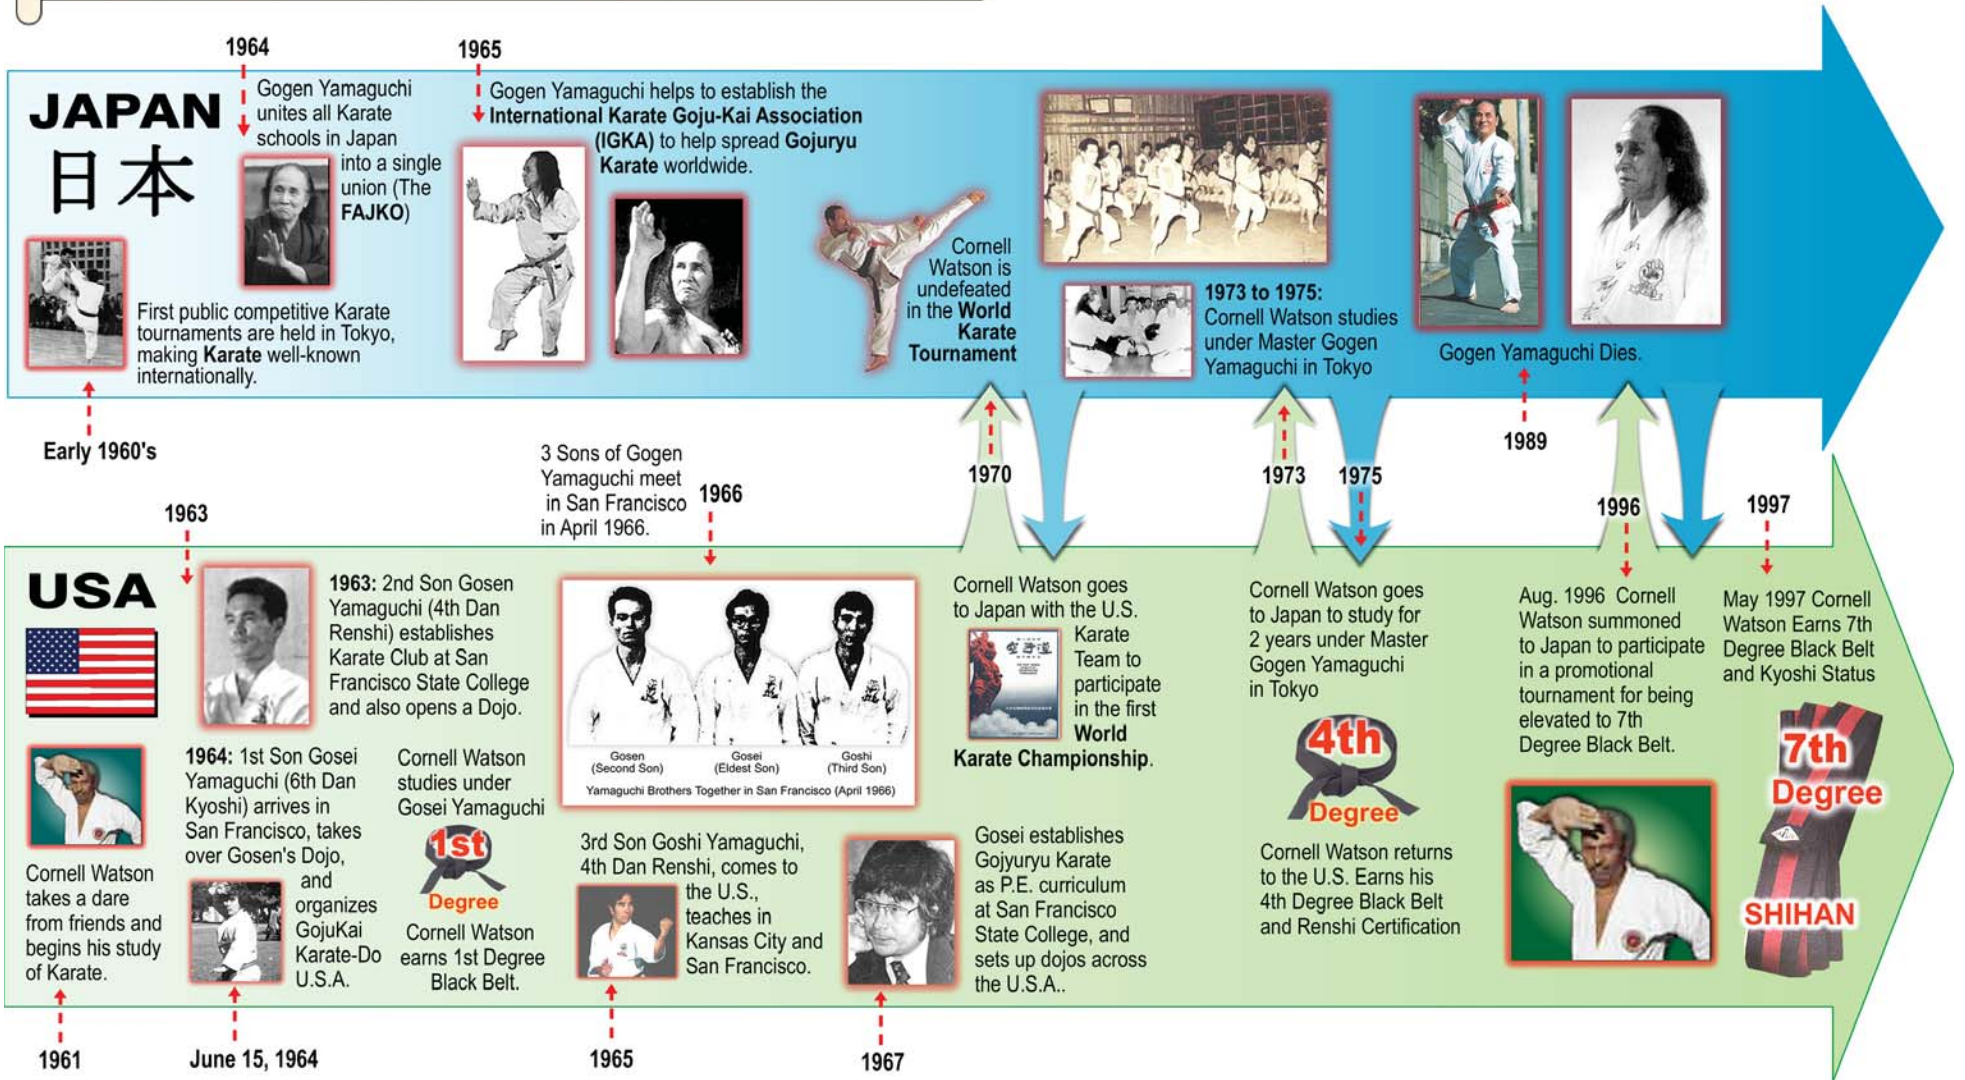 1964
1965
JAPAN
日本
Gogen Yamaguchi
unites all Karate
schools in Japan
into a single
union (The
FAJKO)
Gogen Yamaguchi helps to establish the
International Karate Goju-Kai Association
(IGKA) to help spread Gojuryu
Karate worldwide.
First public competitive Karate
tournaments are held in Tokyo,
making Karate well-known
internationally.
Early 1960's
Cornell
Watson is
undefeated
in the World
Karate
Tournament
1970
1973 to 1975:
Cornell Watson studies
under Master Gogen
Yamaguchi in Tokyo
1973
1975
Gogen Yamaguchi Dies.
1989
1996
1997
USA
1963
1963: 2nd Son Gosen
Yamaguchi (4th Dan
Renshi) establishes
Karate Club at San
Francisco State College
and also opens a Dojo.
Cornell Watson
takes a dare
from friends and
begins his study
of Karate.
1961
1964: 1st Son Gosei
Yamaguchi (6th Dan
Kyoshi) arrives in
San Francisco, takes
over Gosen's Dojo,
and
organizes
GojuKai
Karate-Do
U.S.A.
June 15, 1964
Cornell Watson
studies under
Gosei Yamaguchi
1st
Degree
Cornell Watson
earns 1st Degree
Black Belt.
3 Sons of Gogen
Yamaguchi meet
in San Francisco
in April 1966.
1966
Gosen
(Second Son)
Gosei
(Eldest Son)
Goshi
(Third Son)
Yamaguchi Brothers Together in San Francisco (April 1966)
3rd Son Goshi Yamaguchi,
4th Dan Renshi, comes to
the U.S.,
teaches in
Kansas City and
San Francisco.
1965
1967
Gosei establishes
Gojyuryu Karate
as P.E. curriculum
at San Francisco
State College, and
sets up dojos across
the U.S.A..
Cornell Watson goes
to Japan with the U.S.
Karate
Team to
participate
in the first
World
Karate Championship.
空手道
Cornell Watson goes
to Japan to study for
2 years under Master
Gogen Yamaguchi
in Tokyo
4th
Degree
Cornell Watson returns
to the U.S. Earns his
4th Degree Black Belt
and Renshi Certification
Aug. 1996 Cornell
Watson summoned
to Japan to participate
in a promotional
tournament for being
elevated to 7th
Degree Black Belt.
May 1997 Cornell
Watson Earns 7th
Degree Black Belt
and Kyoshi Status
7th
Degree
SHIHAN